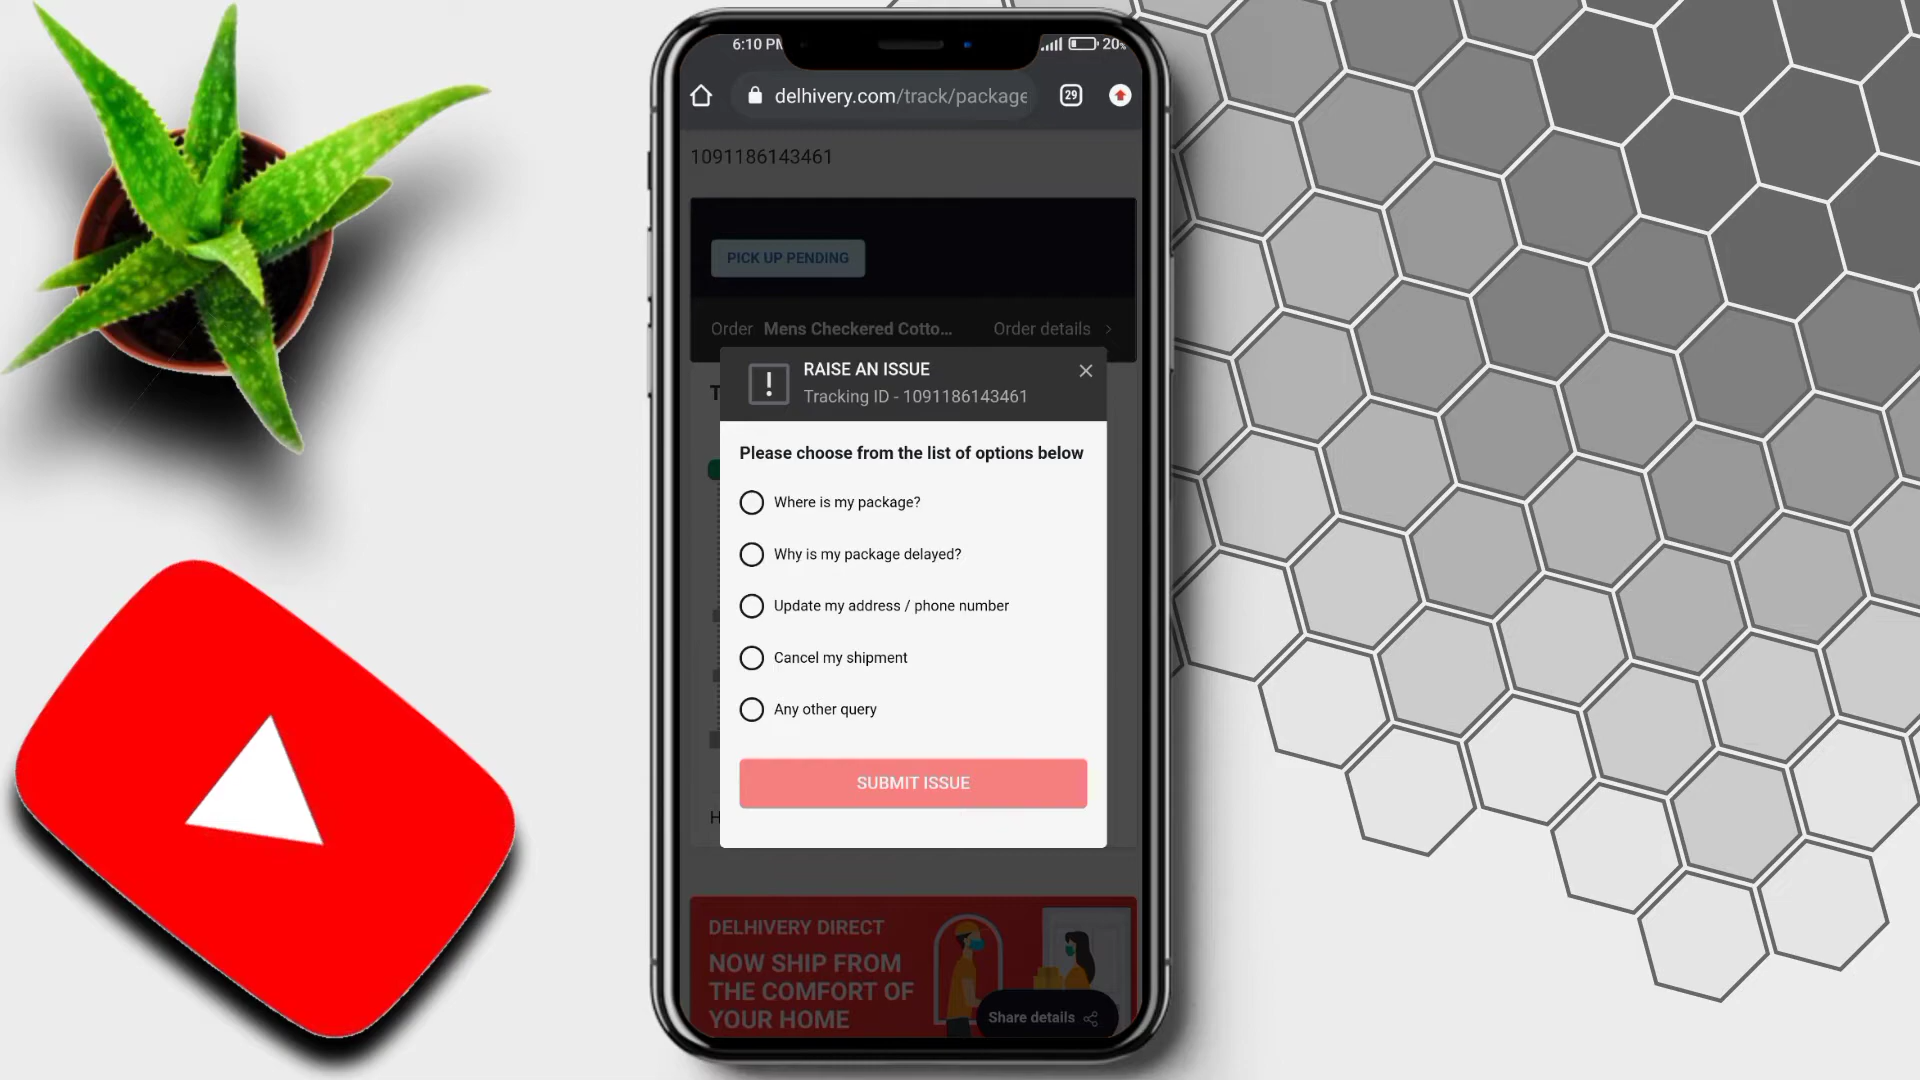 6:10 PM
20%
delhivery.com/track/package
29
1091186143461
PICK UP PENDING
Order Mens Checkered Cotto... Order details
RAISE AN ISSUE
Tracking ID - 1091186143461
Please choose from the list of options below
Where is my package?
Why is my package delayed?
Update my address / phone number
Cancel my shipment
Any other query
SUBMIT ISSUE
DELHIVERY DIRECT
NOW SHIP FROM
THE COMFORT OF
YOUR HOME
Share details